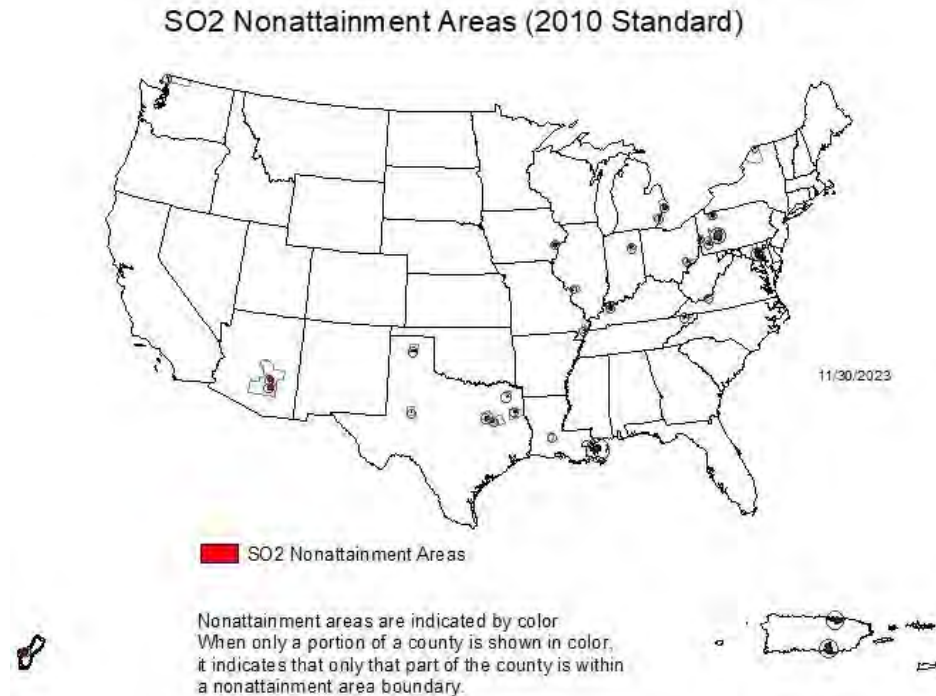 SO2 Nonattainment Areas (2010 Standard)
11/30/2023
SO2 Nonattainment Areas
Nonattainment areas are indicated by color
When only a portion of a county is shown in color,
it indicates that only that part of the county is within
a nonattainment area boundary.